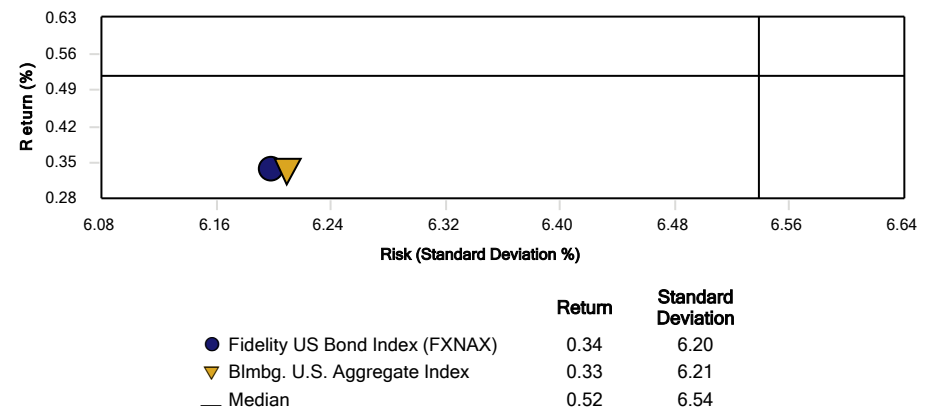 0.63
0.56
0.49
0.42
0.35
0.28
Return (%)
6.08 6.16 6.24 6.32 6.40 6.48 6.56 6.64
Risk (Standard Deviation %)
Return Standard Deviation
Fidelity US Bond Index (FXNAX) 0.34 6.20
Blmbg. U.S. Aggregate Index 0.33 6.21
Median 0.52 6.54